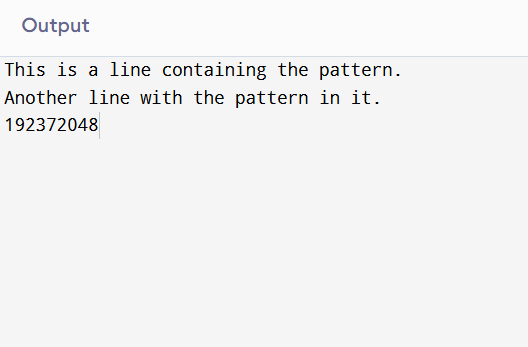 Output
This is a line containing the pattern.
Another line with the pattern in it.
192372048